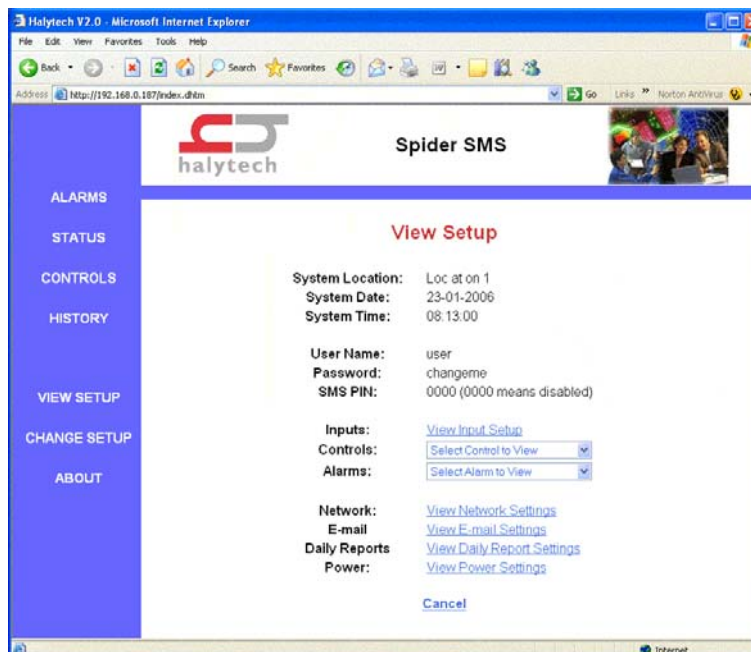 Halytech V2.0 - Microsoft Internet Explorer
File Edit View Favorites Tools Help
Back Search Favorites
Address http://192.168.0.187/index.dhtm Go Links » Norton AntiVirus
halytech
Spider SMS
ALARMS
STATUS
CONTROLS
HISTORY
VIEW SETUP
CHANGE SETUP
ABOUT
View Setup
System Location: Loc at on 1
System Date: 23-01-2006
System Time: 08:13:00
User Name: user
Password: changeme
SMS PIN: 0000 (0000 means disabled)
Inputs: View Input Setup
Controls: Select Control to View
Alarms: Select Alarm to View
Network: View Network Settings
E-mail View E-mail Settings
Daily Reports View Daily Report Settings
Power: View Power Settings
Cancel
Internet